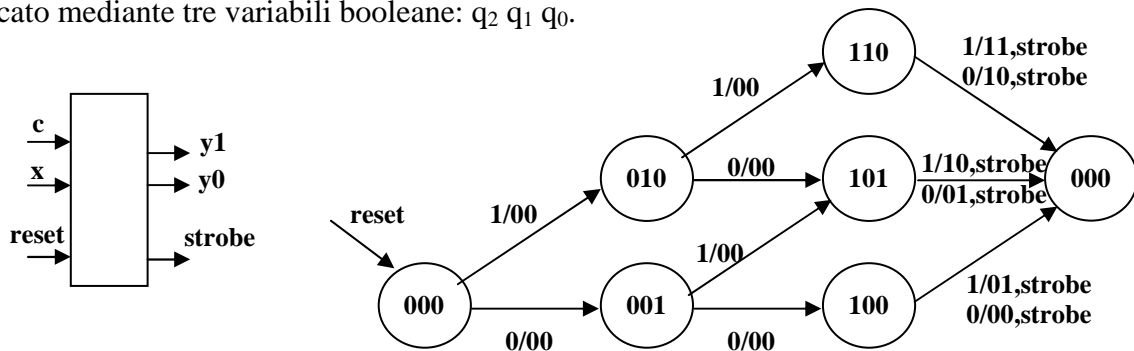 cato mediante tre variabili booleane: q2 q1 q0.
c
x
reset
y1
y0
strobe
reset
000
1/00
0/00
010
001
1/00
0/00
1/00
0/00
110
101
100
1/11,strobe
0/10,strobe
1/10,strobe
0/01,strobe
1/01,strobe
0/00,strobe
000